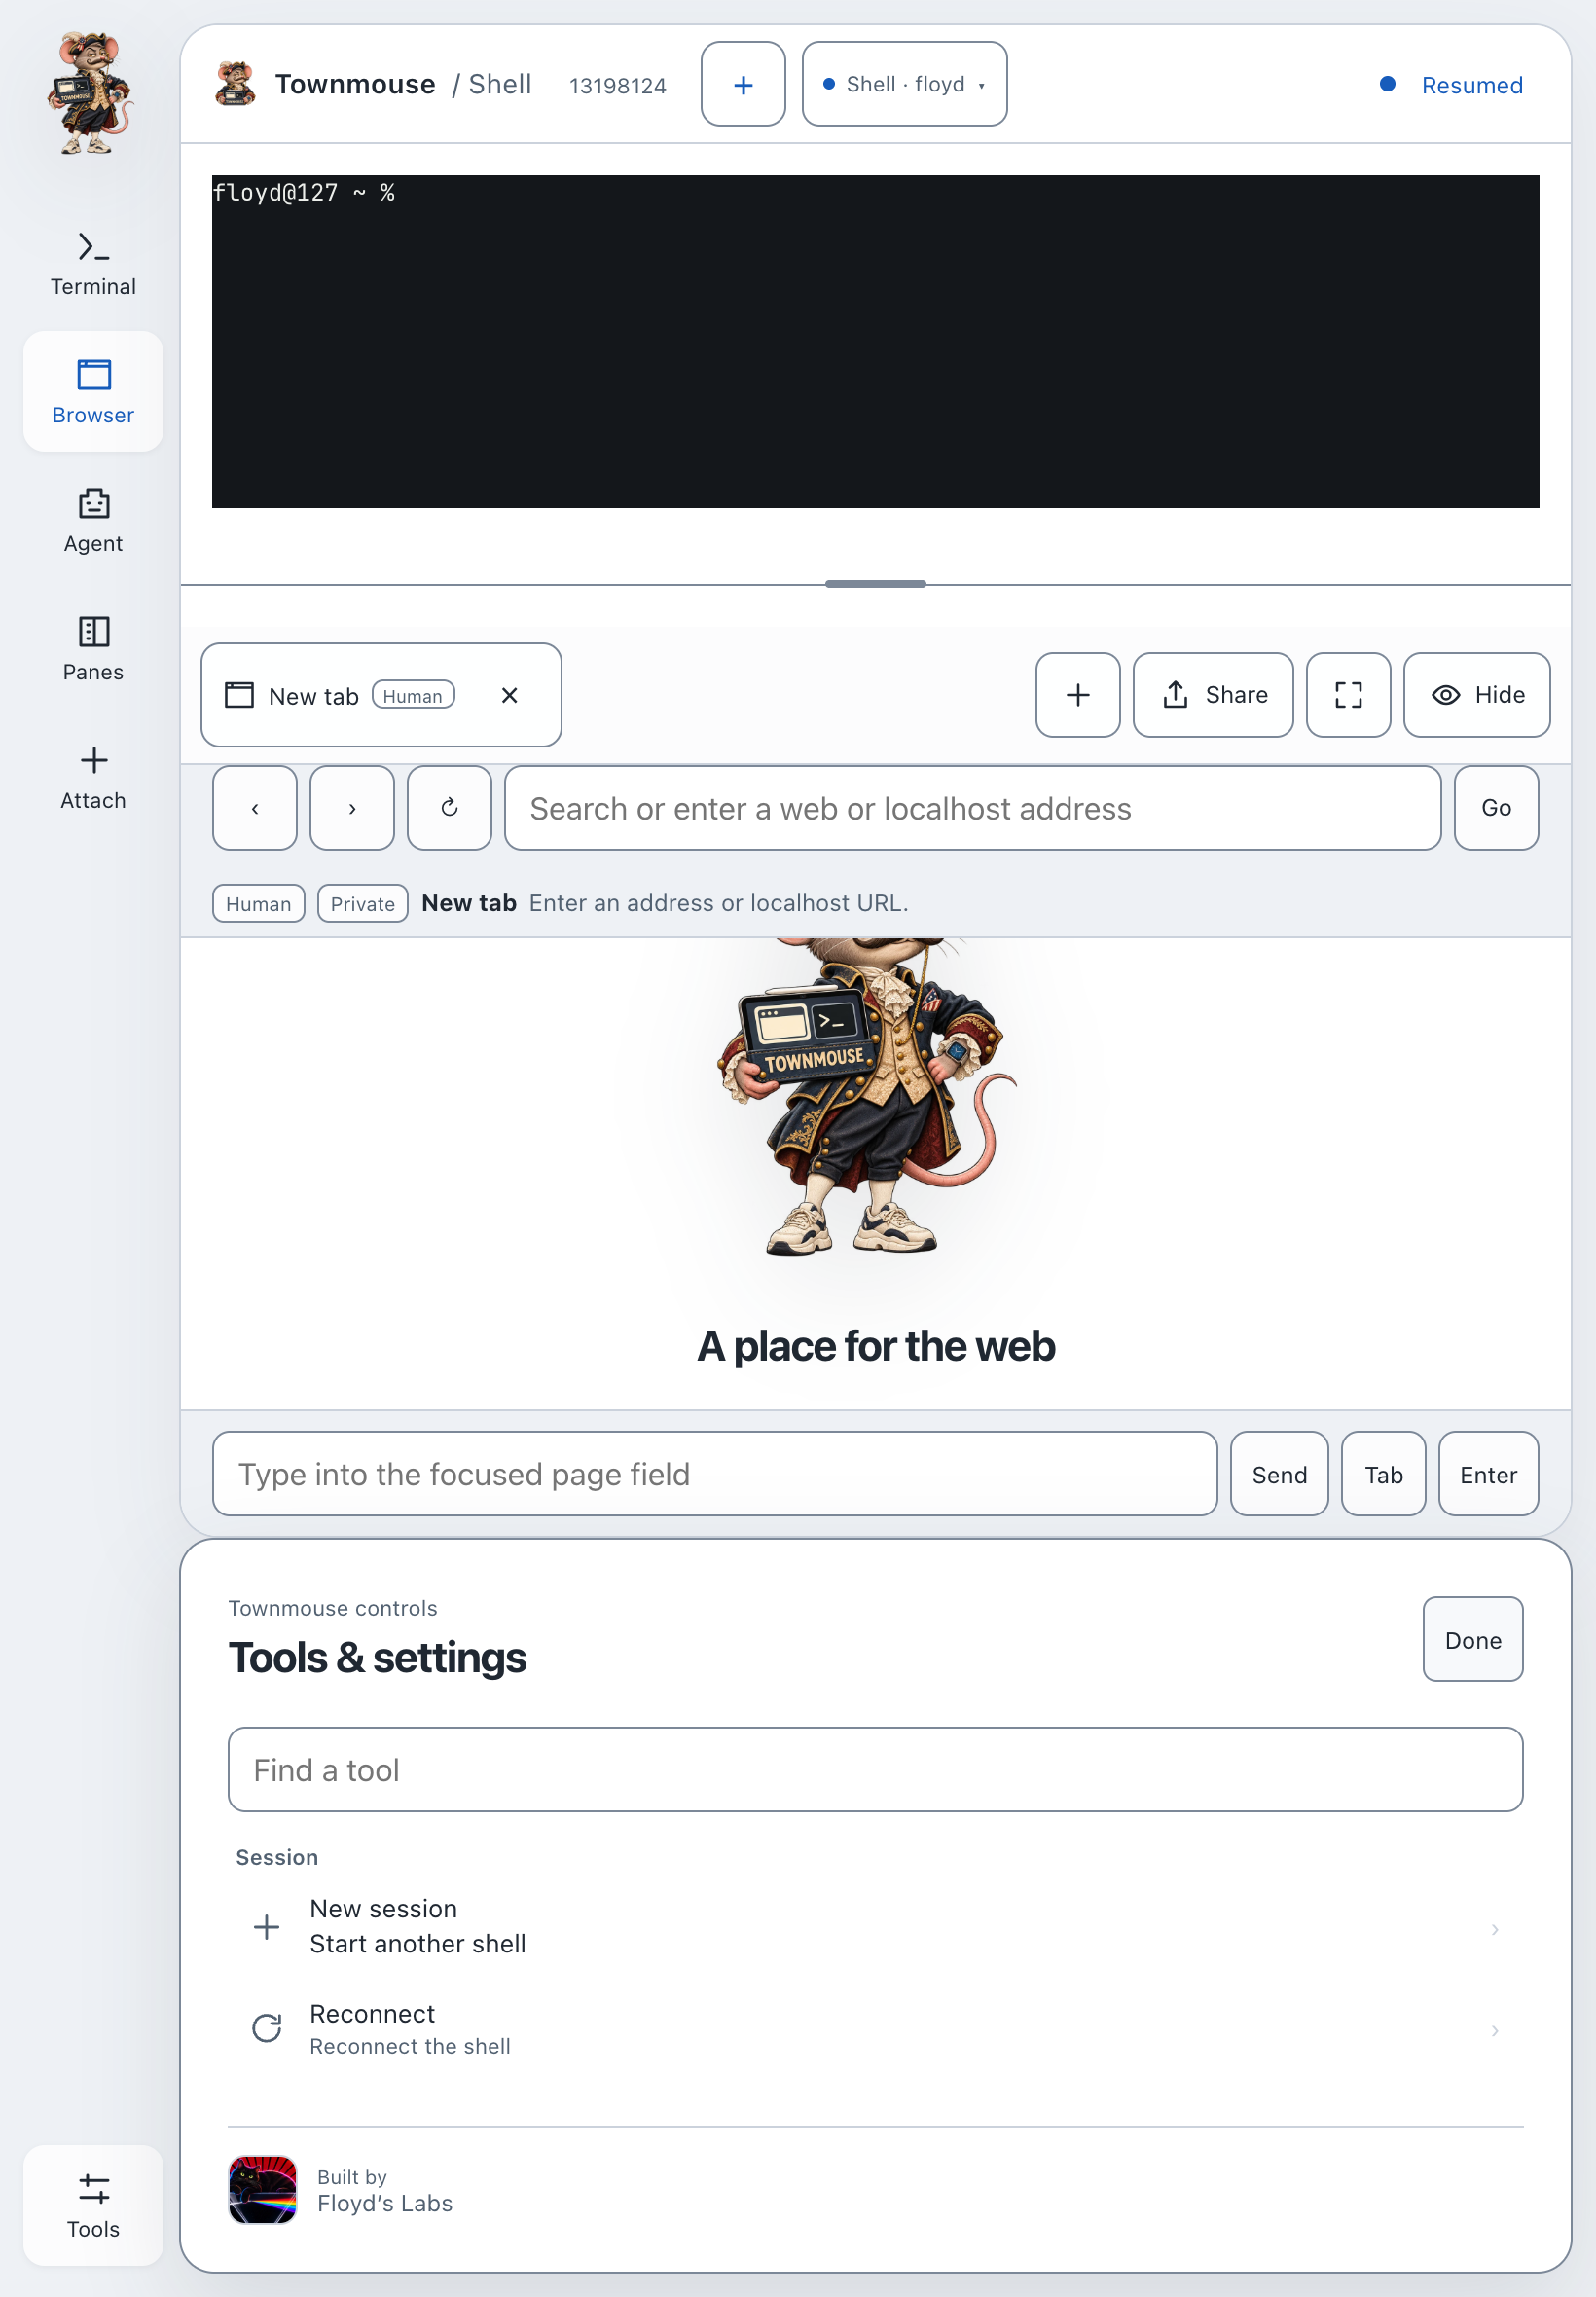 Townmouse / Shell 13198124 + Shell · floyd ▾ Resumed
floyd@127 ~ %
Terminal
Browser
Agent
Panes
Attach
New tab Human × + Share Hide
‹ › ↻ Search or enter a web or localhost address Go
Human Private New tab Enter an address or localhost URL.
>_
TOWNMOUSE
A place for the web
Type into the focused page field Send Tab Enter
Townmouse controls
Tools & settings
Done
Find a tool
Session
New session
Start another shell
Reconnect
Reconnect the shell
Built by
Floyd’s Labs
Tools